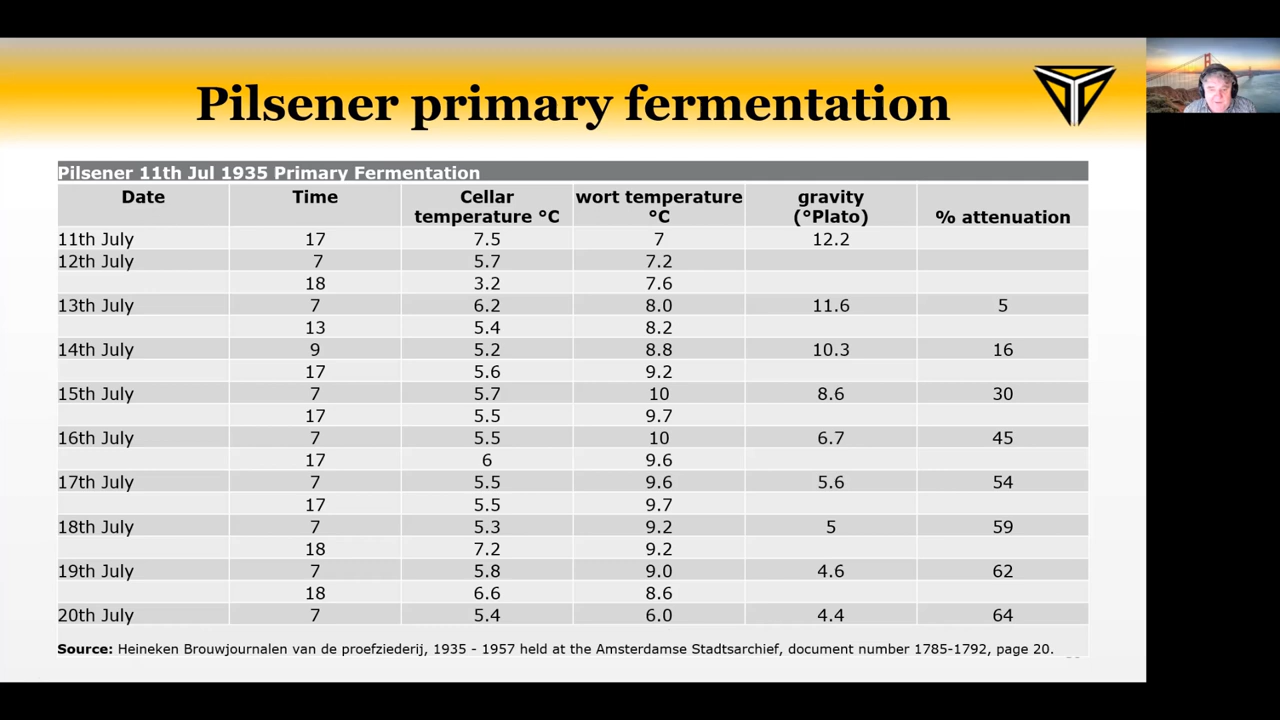 Pilsener primary fermentation
Pilsener 11th Jul 1935 Primary Fermentation
Date Time Cellar temperature °C wort temperature °C gravity (°Plato) % attenuation
11th July 17 7.5 7 12.2
12th July 7 5.7 7.2
18 3.2 7.6
13th July 7 6.2 8.0 11.6 5
13 5.4 8.2
14th July 9 5.2 8.8 10.3 16
17 5.6 9.2
15th July 7 5.7 10 8.6 30
17 5.5 9.7
16th July 7 5.5 10 6.7 45
17 6 9.6
17th July 7 5.5 9.6 5.6 54
17 5.5 9.7
18th July 7 5.3 9.2 5 59
18 7.2 9.2
19th July 7 5.8 9.0 4.6 62
18 6.6 8.6
20th July 7 5.4 6.0 4.4 64
Source: Heineken Brouwjournalen van de proefziederij, 1935 - 1957 held at the Amsterdamse Stadtsarchief, document number 1785-1792, page 20.